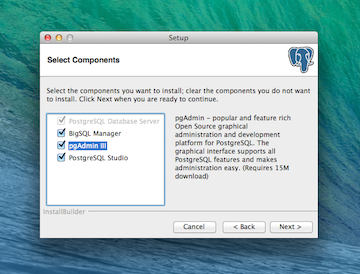 Setup
Select Components
Select the components you want to install; clear the components you do not want
to install. Click Next when you are ready to continue.
PostgreSQL Database Server
BigSQL Manager
pgAdmin III
PostgreSQL Studio
pgAdmin – popular and feature rich
Open Source graphical
administration and development
platform for PostgreSQL. The
graphical interface supports all
PostgreSQL features and makes
administration easy. (Requires 15M
download)
InstallBuilder
Cancel
< Back
Next >